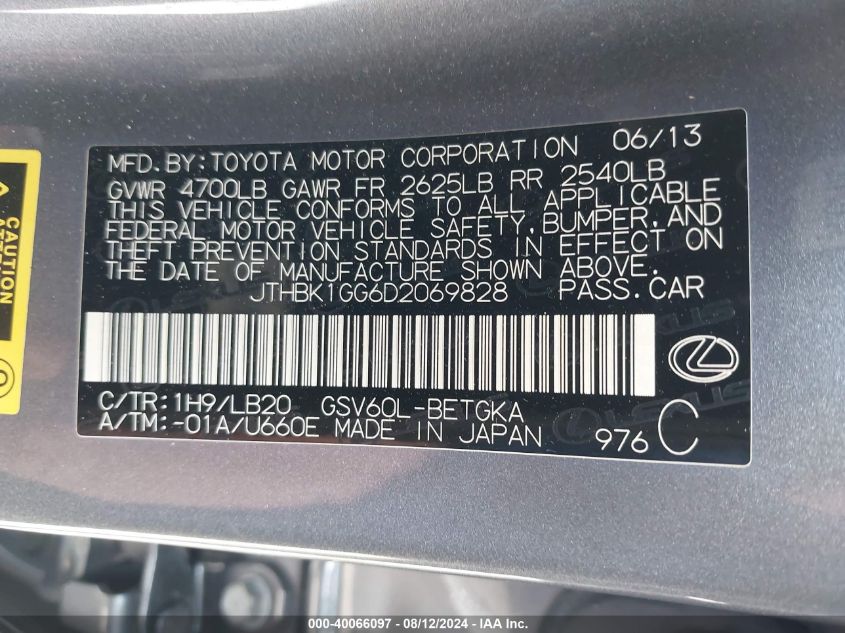 MFD. BY: TOYOTA MOTOR CORPORATION 06/13
GVWR 4700LB GAWR FR 2625LB RR 2540LB
THIS VEHICLE CONFORMS TO ALL APPLICABLE
FEDERAL MOTOR VEHICLE SAFETY, BUMPER, AND
THEFT PREVENTION STANDARDS IN EFFECT ON
THE DATE OF MANUFACTURE SHOWN ABOVE.
JTHBK1GG6D2069828 PASS. CAR
C/TR: 1H9/LB20 GSV60L-BETGKA
A/TM: -01A/U660E MADE IN JAPAN 976 C
CAUTION
000-40066097 - 08/12/2024 - IAA Inc.